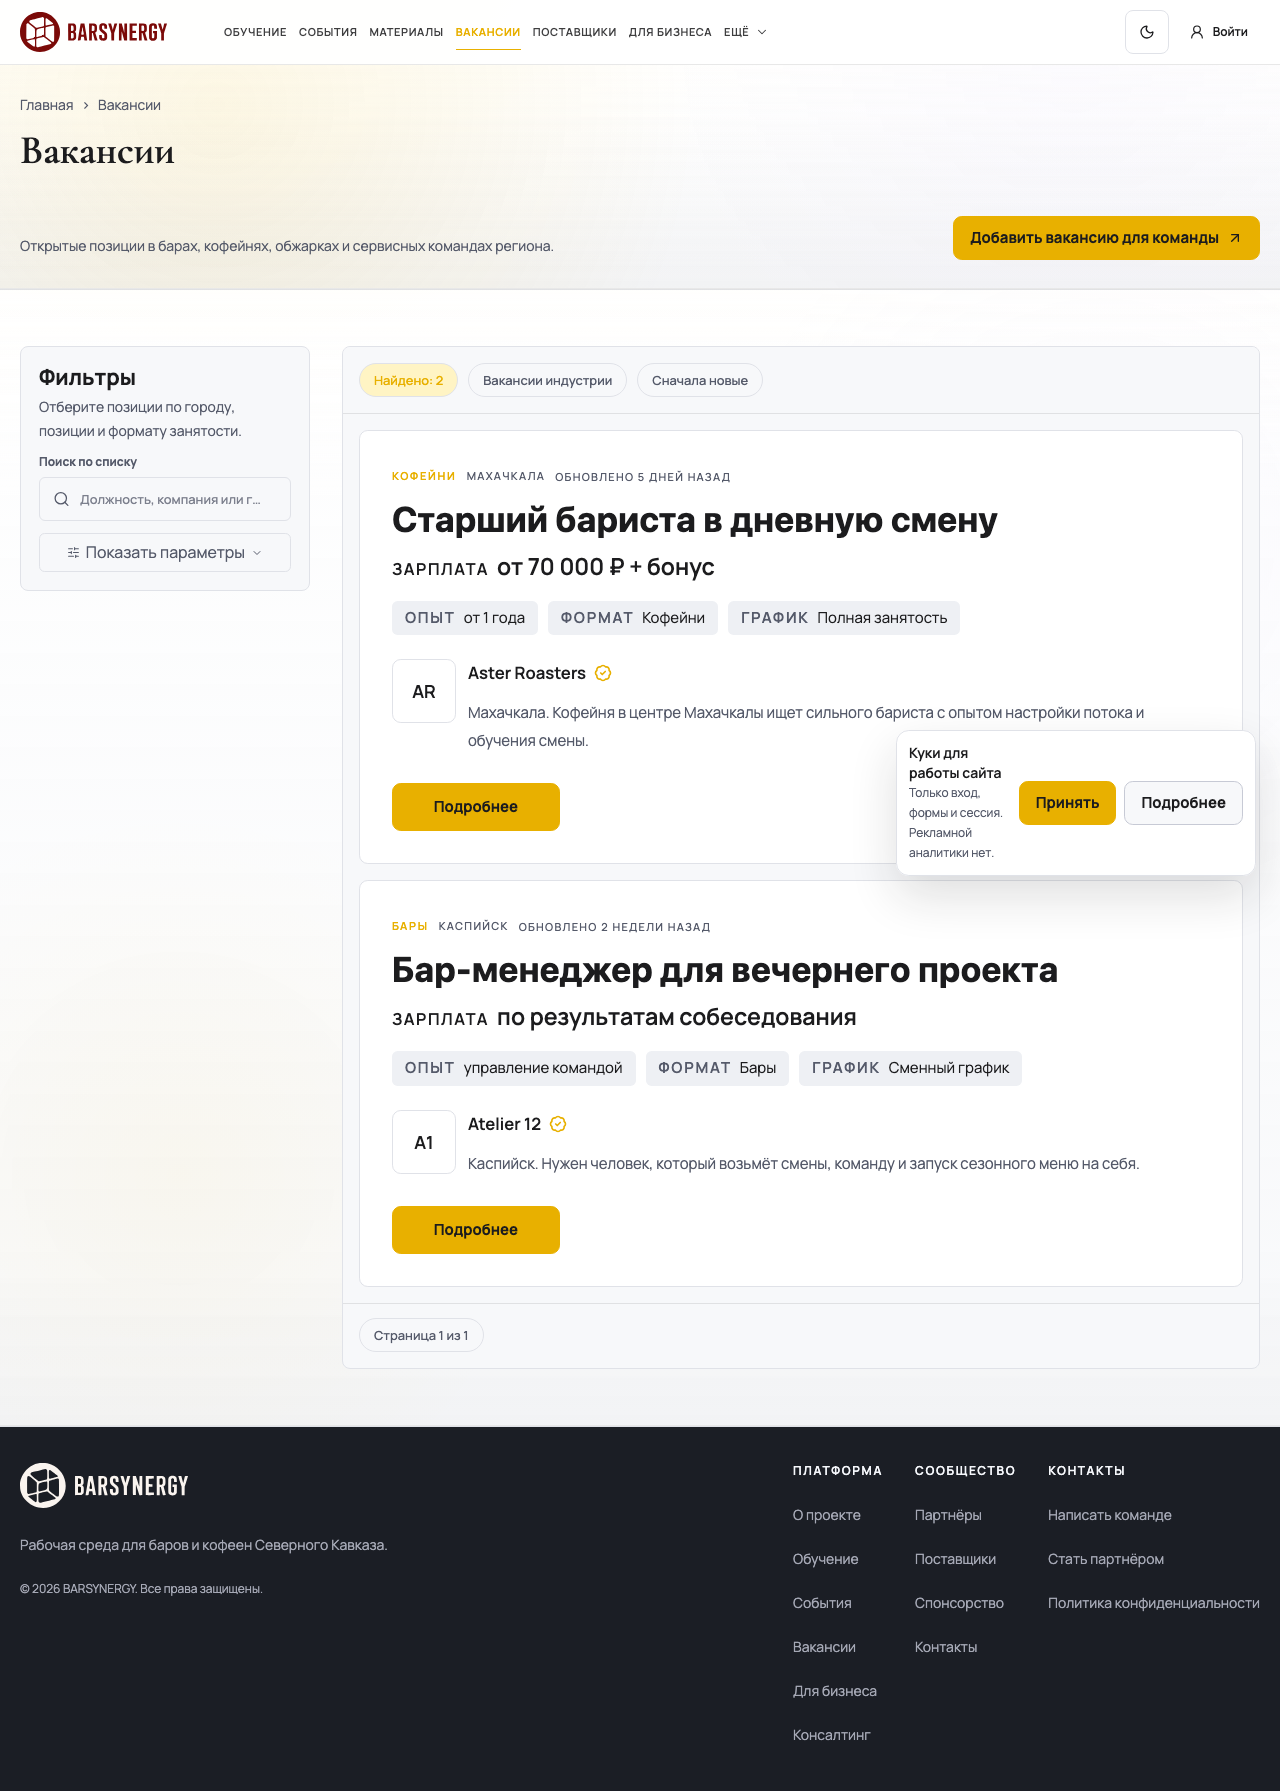 BARSYNERGY
ОБУЧЕНИЕ СОБЫТИЯ МАТЕРИАЛЫ ВАКАНСИИ ПОСТАВЩИКИ ДЛЯ БИЗНЕСА ЕЩЁ
Войти
Главная > Вакансии
Вакансии
Открытые позиции в барах, кофейнях, обжарках и сервисных командах региона.
Добавить вакансию для команды
Фильтры
Отберите позиции по городу,
позиции и формату занятости.
Поиск по списку
Должность, компания или г...
Показать параметры
Найдено: 2
Вакансии индустрии
Сначала новые
КОФЕЙНИ МАХАЧКАЛА ОБНОВЛЕНО 5 ДНЕЙ НАЗАД
Старший бариста в дневную смену
ЗАРПЛАТА от 70 000 ₽ + бонус
ОПЫТ от 1 года
ФОРМАТ Кофейни
ГРАФИК Полная занятость
AR
Aster Roasters
Махачкала. Кофейня в центре Махачкалы ищет сильного бариста с опытом настройки потока и
обучения смены.
Подробнее
Куки для
работы сайта
Только вход,
формы и сессия.
Рекламной
аналитики нет.
Принять
Подробнее
БАРЫ КАСПИЙСК ОБНОВЛЕНО 2 НЕДЕЛИ НАЗАД
Бар-менеджер для вечернего проекта
ЗАРПЛАТА по результатам собеседования
ОПЫТ управление командой
ФОРМАТ Бары
ГРАФИК Сменный график
A1
Atelier 12
Каспийск. Нужен человек, который возьмёт смены, команду и запуск сезонного меню на себя.
Подробнее
Страница 1 из 1
BARSYNERGY
Рабочая среда для баров и кофеен Северного Кавказа.
© 2026 BARSYNERGY. Все права защищены.
ПЛАТФОРМА
О проекте
Обучение
События
Вакансии
Для бизнеса
Консалтинг
СООБЩЕСТВО
Партнёры
Поставщики
Спонсорство
Контакты
КОНТАКТЫ
Написать команде
Стать партнёром
Политика конфиденциальности